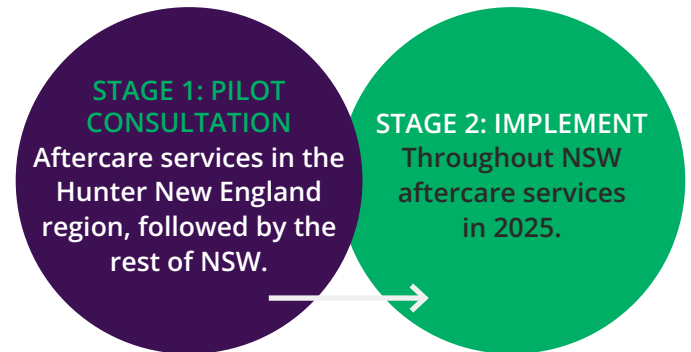 STAGE 1: PILOT
CONSULTATION
Aftercare services in the
Hunter New England
region, followed by the
rest of NSW.
STAGE 2: IMPLEMENT
Throughout NSW
aftercare services
in 2025.